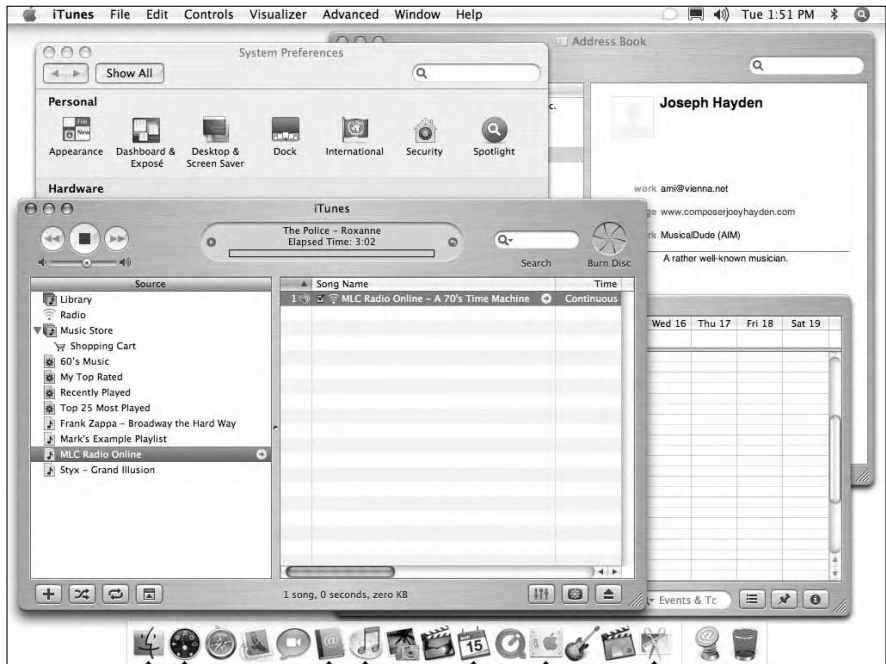 iTunes File Edit Controls Visualizer Advanced Window Help Tue 1:51 PM
System Preferences
Show All
Personal
File
New
Appearance
Dashboard &
Exposé
Desktop &
Screen Saver
Dock
International
Security
Spotlight
Hardware
Address Book
c.
Joseph Hayden
work ami@vienna.net
ge www.composerjoeyhayden.com
rk MusicalDude (AIM)
A rather well-known musician.
iTunes
The Police – Roxanne
Elapsed Time: 3:02
Search
Burn Disc
Source
Library
Radio
Music Store
Shopping Cart
60's Music
My Top Rated
Recently Played
Top 25 Most Played
Frank Zappa – Broadway the Hard Way
Mark's Example Playlist
MLC Radio Online
Styx – Grand Illusion
Song Name Time
1 MLC Radio Online – A 70's Time Machine Continuous
1 song, 0 seconds, zero KB
Wed 16 Thu 17 Fri 18 Sat 19
Events & Tc
15